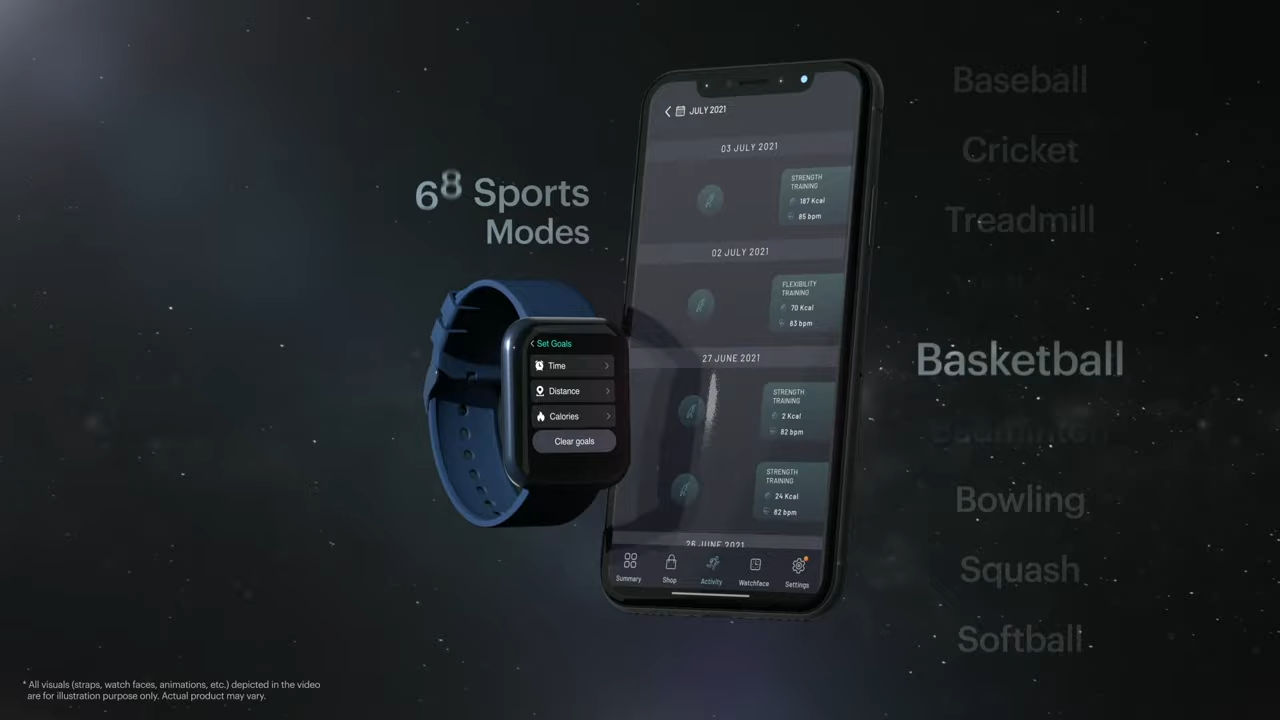 68 Sports
Modes
< Set Goals
Time
Distance
Calories
Clear goals
JULY 2021
03 JULY 2021
STRENGTH
TRAINING
187 Kcal
85 bpm
02 JULY 2021
FLEXIBILITY
TRAINING
70 Kcal
83 bpm
27 JUNE 2021
STRENGTH
TRAINING
2 Kcal
82 bpm
STRENGTH
TRAINING
24 Kcal
82 bpm
26 JUNE 2021
Summary
Shop
Activity
Watchface
Settings
Baseball
Cricket
Treadmill
Basketball
Badminton
Bowling
Squash
Softball
* All visuals (straps, watch faces, animations, etc.) depicted in the video
are for illustration purpose only. Actual product may vary.